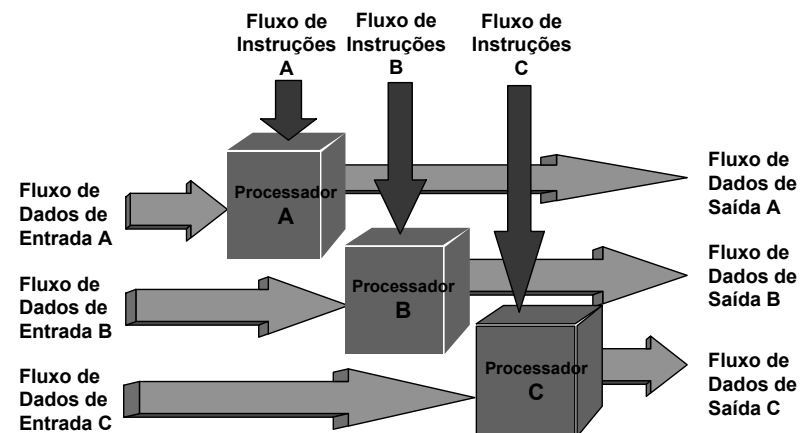 Fluxo de
Instruções
A
Fluxo de
Instruções
B
Fluxo de
Instruções
C
Fluxo de
Dados de
Entrada A
Processador
A
Fluxo de
Dados de
Saída A
Fluxo de
Dados de
Entrada B
Processador
B
Fluxo de
Dados de
Saída B
Fluxo de
Dados de
Entrada C
Processador
C
Fluxo de
Dados de
Saída C